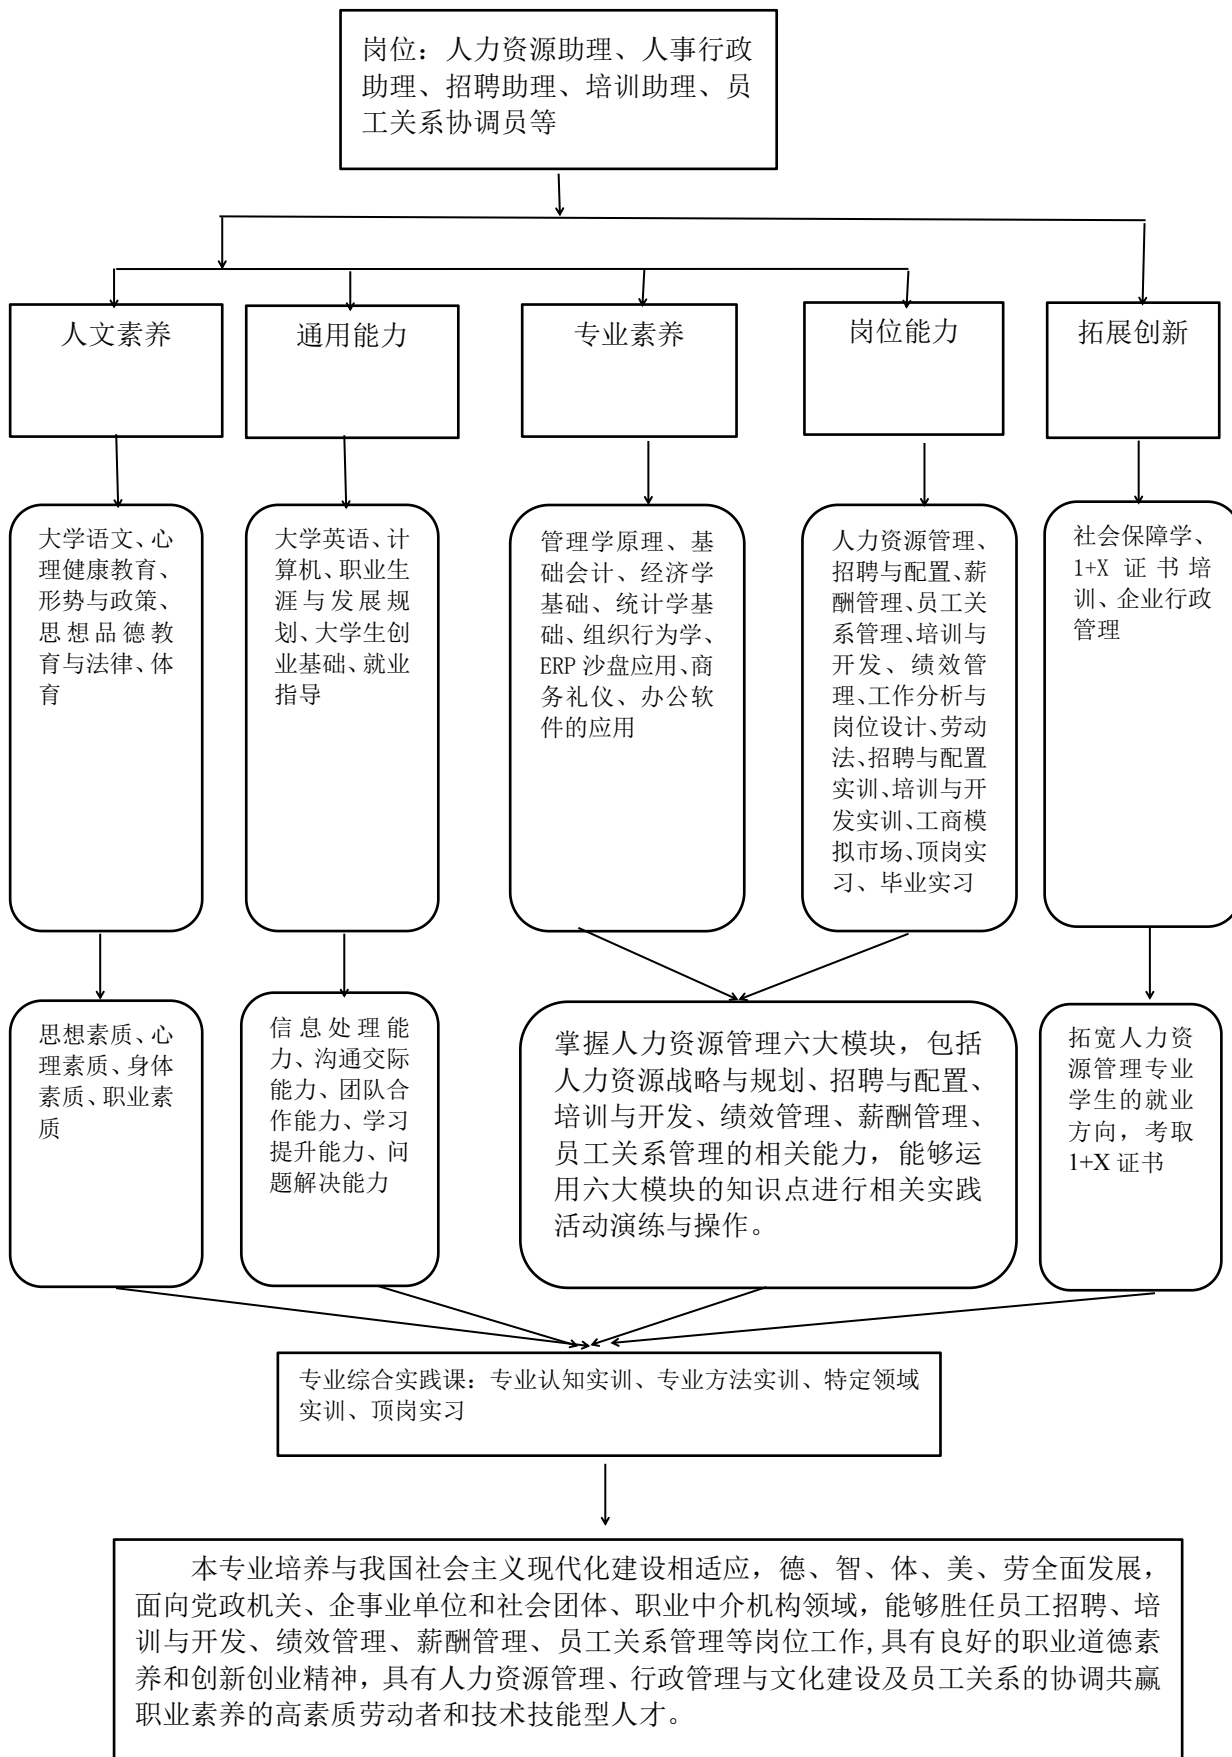 岗位：人力资源助理、人事行政
助理、招聘助理、培训助理、员
工关系协调员等
人文素养
通用能力
专业素养
岗位能力
拓展创新
大学语文、心
理健康教育、
形势与政策、
思想品德教
育与法律、体
育
大学英语、计
算机、职业生
涯与发展规
划、大学生创
业基础、就业
指导
管理学原理、基
础会计、经济学
基础、统计学基
础、组织行为学、
ERP 沙盘应用、商
务礼仪、办公软
件的应用
人力资源管理、
招聘与配置、薪
酬管理、员工关
系管理、培训与
开发、绩效管
理、工作分析与
岗位设计、劳动
法、招聘与配置
实训、培训与开
发实训、工商模
拟市场、顶岗实
习、毕业实习
社会保障学、
1+X 证书培
训、企业行政
管理
思想素质、心
理素质、身体
素质、职业素
质
信息处理能
力、沟通交际
能力、团队合
作能力、学习
提升能力、问
题解决能力
掌握人力资源管理六大模块，包括
人力资源战略与规划、招聘与配置、
培训与开发、绩效管理、薪酬管理、
员工关系管理的相关能力，能够运
用六大模块的知识点进行相关实践
活动演练与操作。
拓宽人力资
源管理专业
学生的就业
方向，考取
1+X 证书
专业综合实践课：专业认知实训、专业方法实训、特定领域
实训、顶岗实习
本专业培养与我国社会主义现代化建设相适应，德、智、体、美、劳全面发展，
面向党政机关、企事业单位和社会团体、职业中介机构领域，能够胜任员工招聘、培
训与开发、绩效管理、薪酬管理、员工关系管理等岗位工作,具有良好的职业道德素
养和创新创业精神，具有人力资源管理、行政管理与文化建设及员工关系的协调共赢
职业素养的高素质劳动者和技术技能型人才。